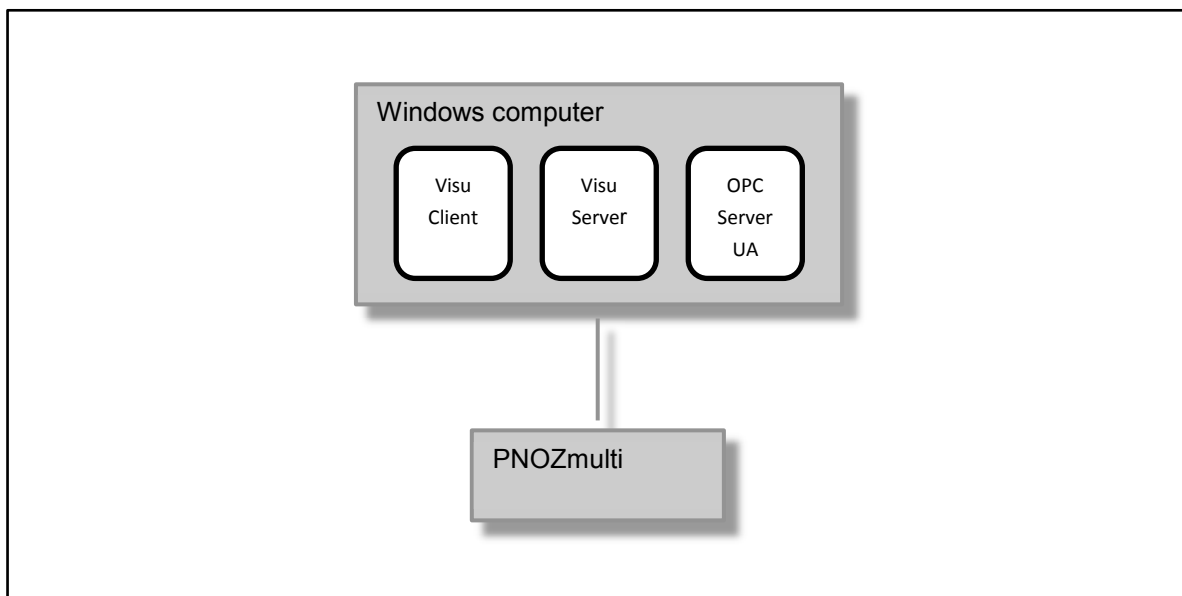 Windows computer
Visu
Client
Visu
Server
OPC
Server
UA
PNOZmulti